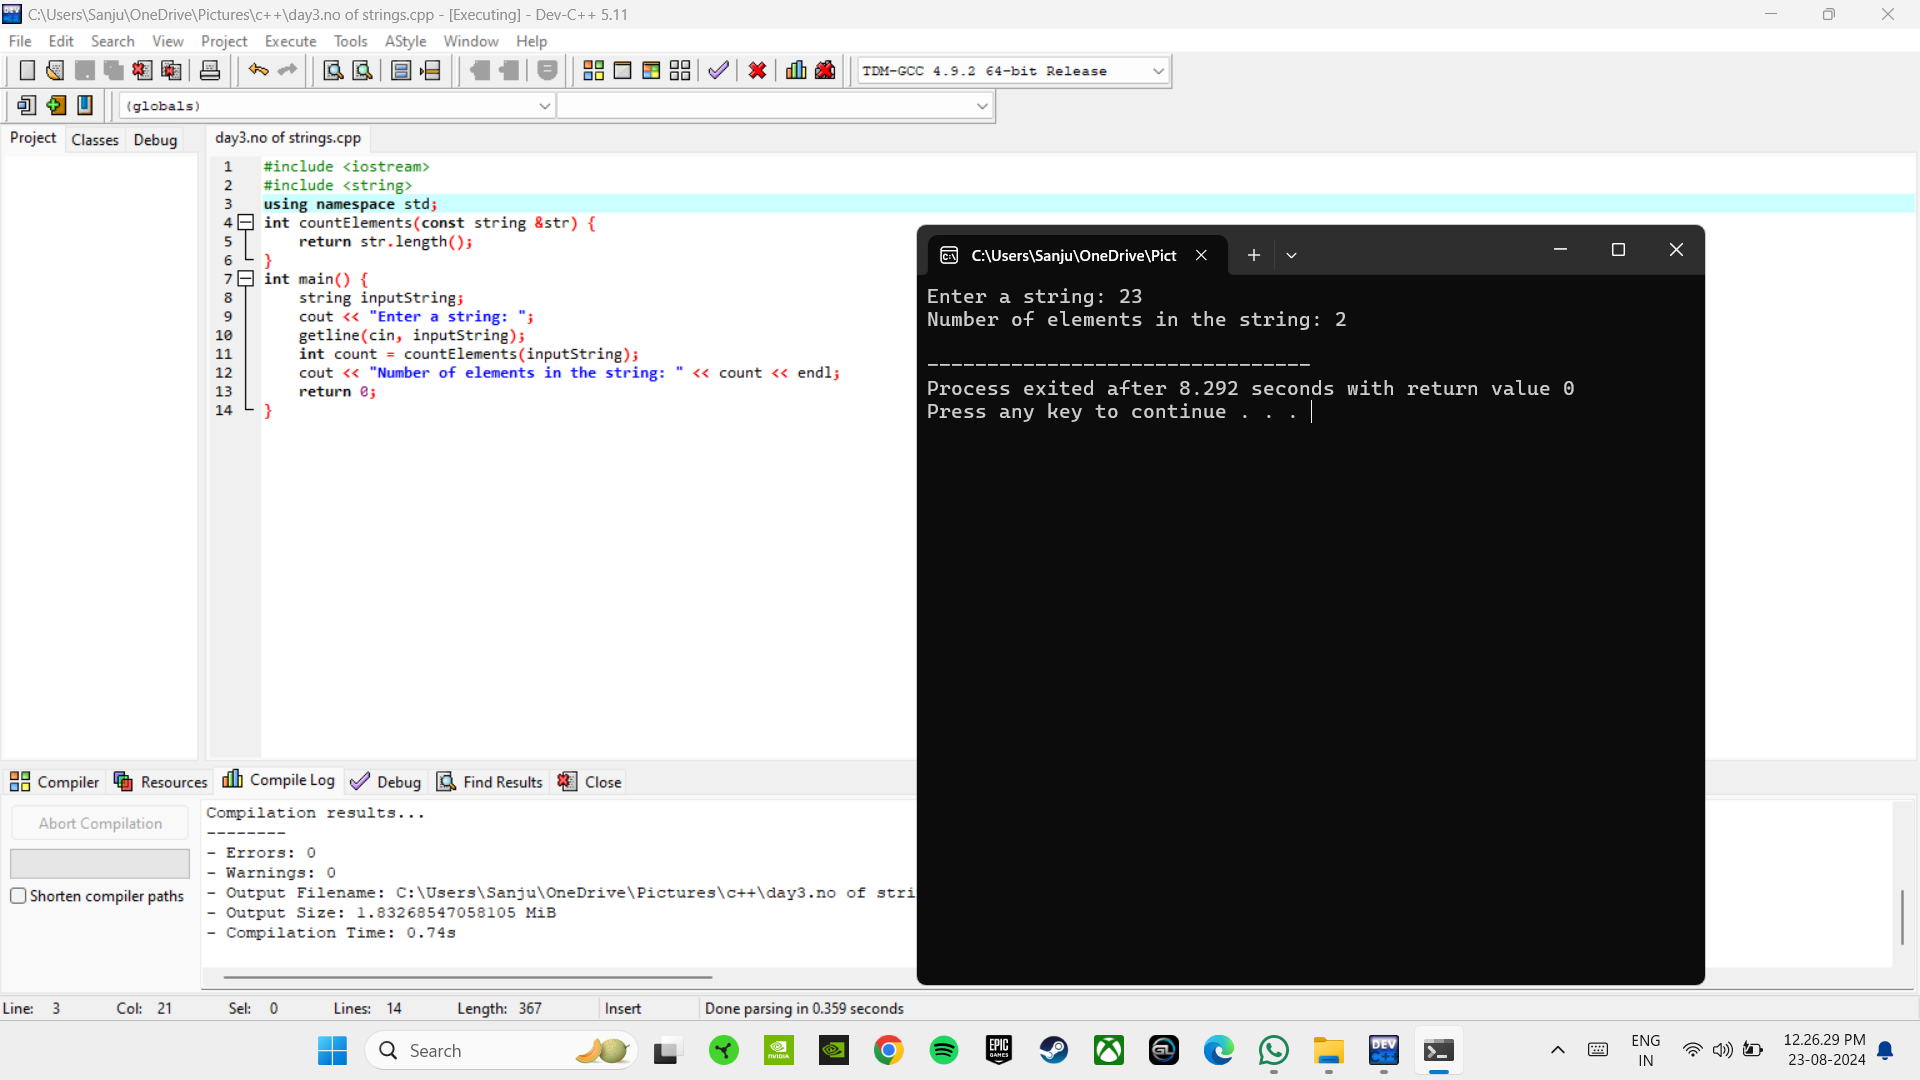 C:\Users\Sanju\OneDrive\Pictures\c++\day3.no of strings.cpp - [Executing] - Dev-C++ 5.11
File Edit Search View Project Execute Tools AStyle Window Help
TDM-GCC 4.9.2 64-bit Release
(globals)
Project Classes Debug
day3.no of strings.cpp
1 #include <iostream>
2 #include <string>
3 using namespace std;
4 int countElements(const string &str) {
5 return str.length();
6 }
7 int main() {
8 string inputString;
9 cout << "Enter a string: ";
10 getline(cin, inputString);
11 int count = countElements(inputString);
12 cout << "Number of elements in the string: " << count << endl;
13 return 0;
14 }
C:\Users\Sanju\OneDrive\Pict
Enter a string: 23
Number of elements in the string: 2
--------------------------------
Process exited after 8.292 seconds with return value 0
Press any key to continue . . .
Compiler Resources Compile Log Debug Find Results Close
Abort Compilation
Shorten compiler paths
Compilation results...
--------
- Errors: 0
- Warnings: 0
- Output Filename: C:\Users\Sanju\OneDrive\Pictures\c++\day3.no of stri
- Output Size: 1.83268547058105 MiB
- Compilation Time: 0.74s
Line: 3 Col: 21 Sel: 0 Lines: 14 Length: 367 Insert Done parsing in 0.359 seconds
Search
NVIDIA
EPIC GAMES
GL
DEV C++
ENG
IN
12.26.29 PM
23-08-2024